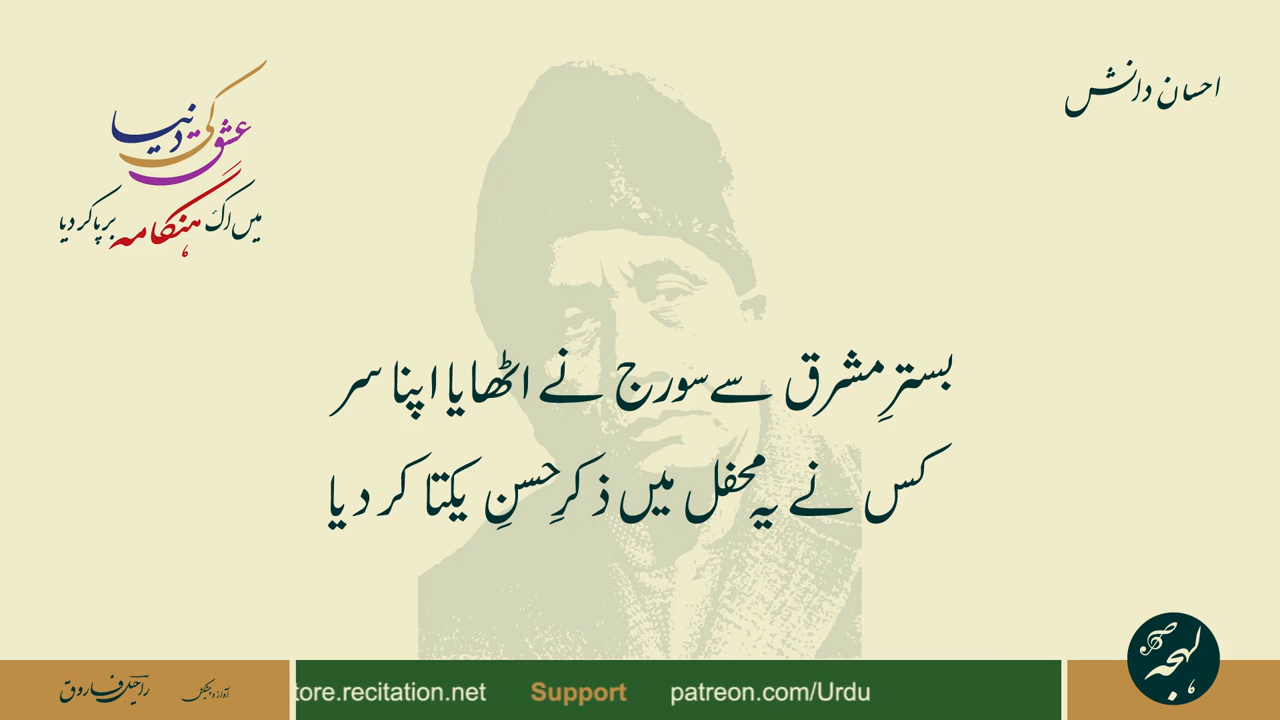 احسان دانش
عشق کی دنیا
میں اک ہنگامہ برپا کر دیا
بسترِ مشرق سے سورج نے اٹھایا اپنا سر
کس نے یہ محفل میں ذکرِ حسنِ یکتا کر دیا
لہجہ
tore.recitation.net Support patreon.com/Urdu
آواز و پیشکش راحیل فاروق